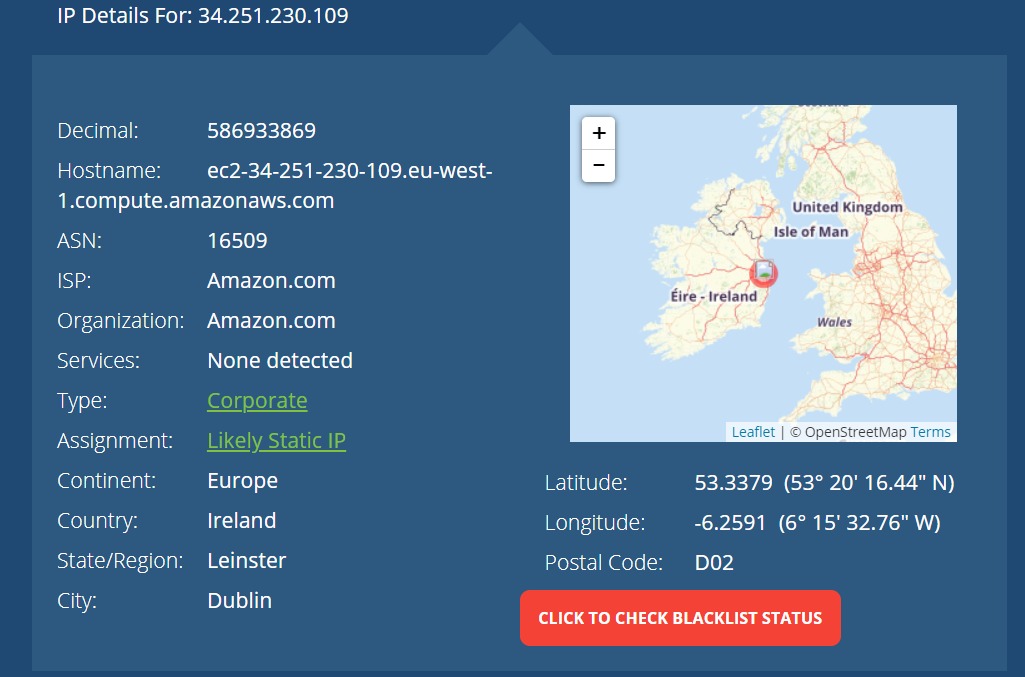 IP Details For: 34.251.230.109
Decimal: 586933869
Hostname: ec2-34-251-230-109.eu-west-
1.compute.amazonaws.com
ASN: 16509
ISP: Amazon.com
Organization: Amazon.com
Services: None detected
Type: Corporate
Assignment: Likely Static IP
Continent: Europe
Country: Ireland
State/Region: Leinster
City: Dublin
+
−
Scotland
United Kingdom
Isle of Man
Éire - Ireland
Wales
Leaflet | © OpenStreetMap Terms
Latitude: 53.3379 (53° 20' 16.44" N)
Longitude: -6.2591 (6° 15' 32.76" W)
Postal Code: D02
CLICK TO CHECK BLACKLIST STATUS